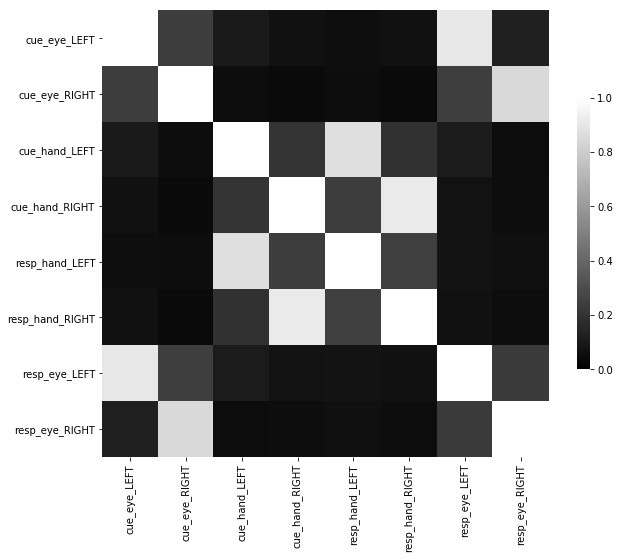 cue_eye_LEFT
cue_eye_RIGHT
cue_hand_LEFT
cue_hand_RIGHT
resp_hand_LEFT
resp_hand_RIGHT
resp_eye_LEFT
resp_eye_RIGHT
1.0
0.8
0.6
0.4
0.2
0.0
cue_eye_LEFT
cue_eye_RIGHT
cue_hand_LEFT
cue_hand_RIGHT
resp_hand_LEFT
resp_hand_RIGHT
resp_eye_LEFT
resp_eye_RIGHT